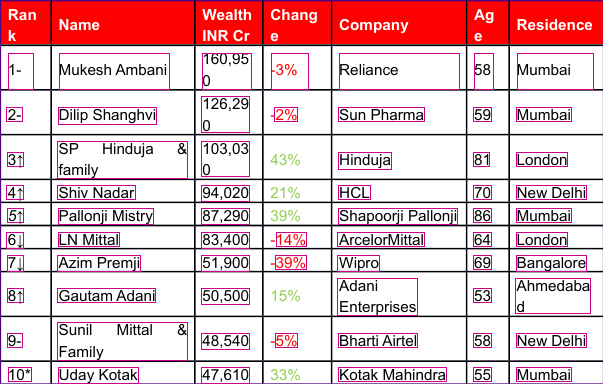 Rank Name Wealth INR Cr Change Company Age Residence
1- Mukesh Ambani 160,950 -3% Reliance 58 Mumbai
2- Dilip Shanghvi 126,290 -2% Sun Pharma 59 Mumbai
3↑ SP Hinduja & family 103,030 43% Hinduja 81 London
4↑ Shiv Nadar 94,020 21% HCL 70 New Delhi
5↑ Pallonji Mistry 87,290 39% Shapoorji Pallonji 86 Mumbai
6↓ LN Mittal 83,400 -14% ArcelorMittal 64 London
7↓ Azim Premji 51,900 -39% Wipro 69 Bangalore
8↑ Gautam Adani 50,500 15% Adani Enterprises 53 Ahmedabad
9- Sunil Mittal & Family 48,540 -5% Bharti Airtel 58 New Delhi
10* Uday Kotak 47,610 33% Kotak Mahindra 55 Mumbai